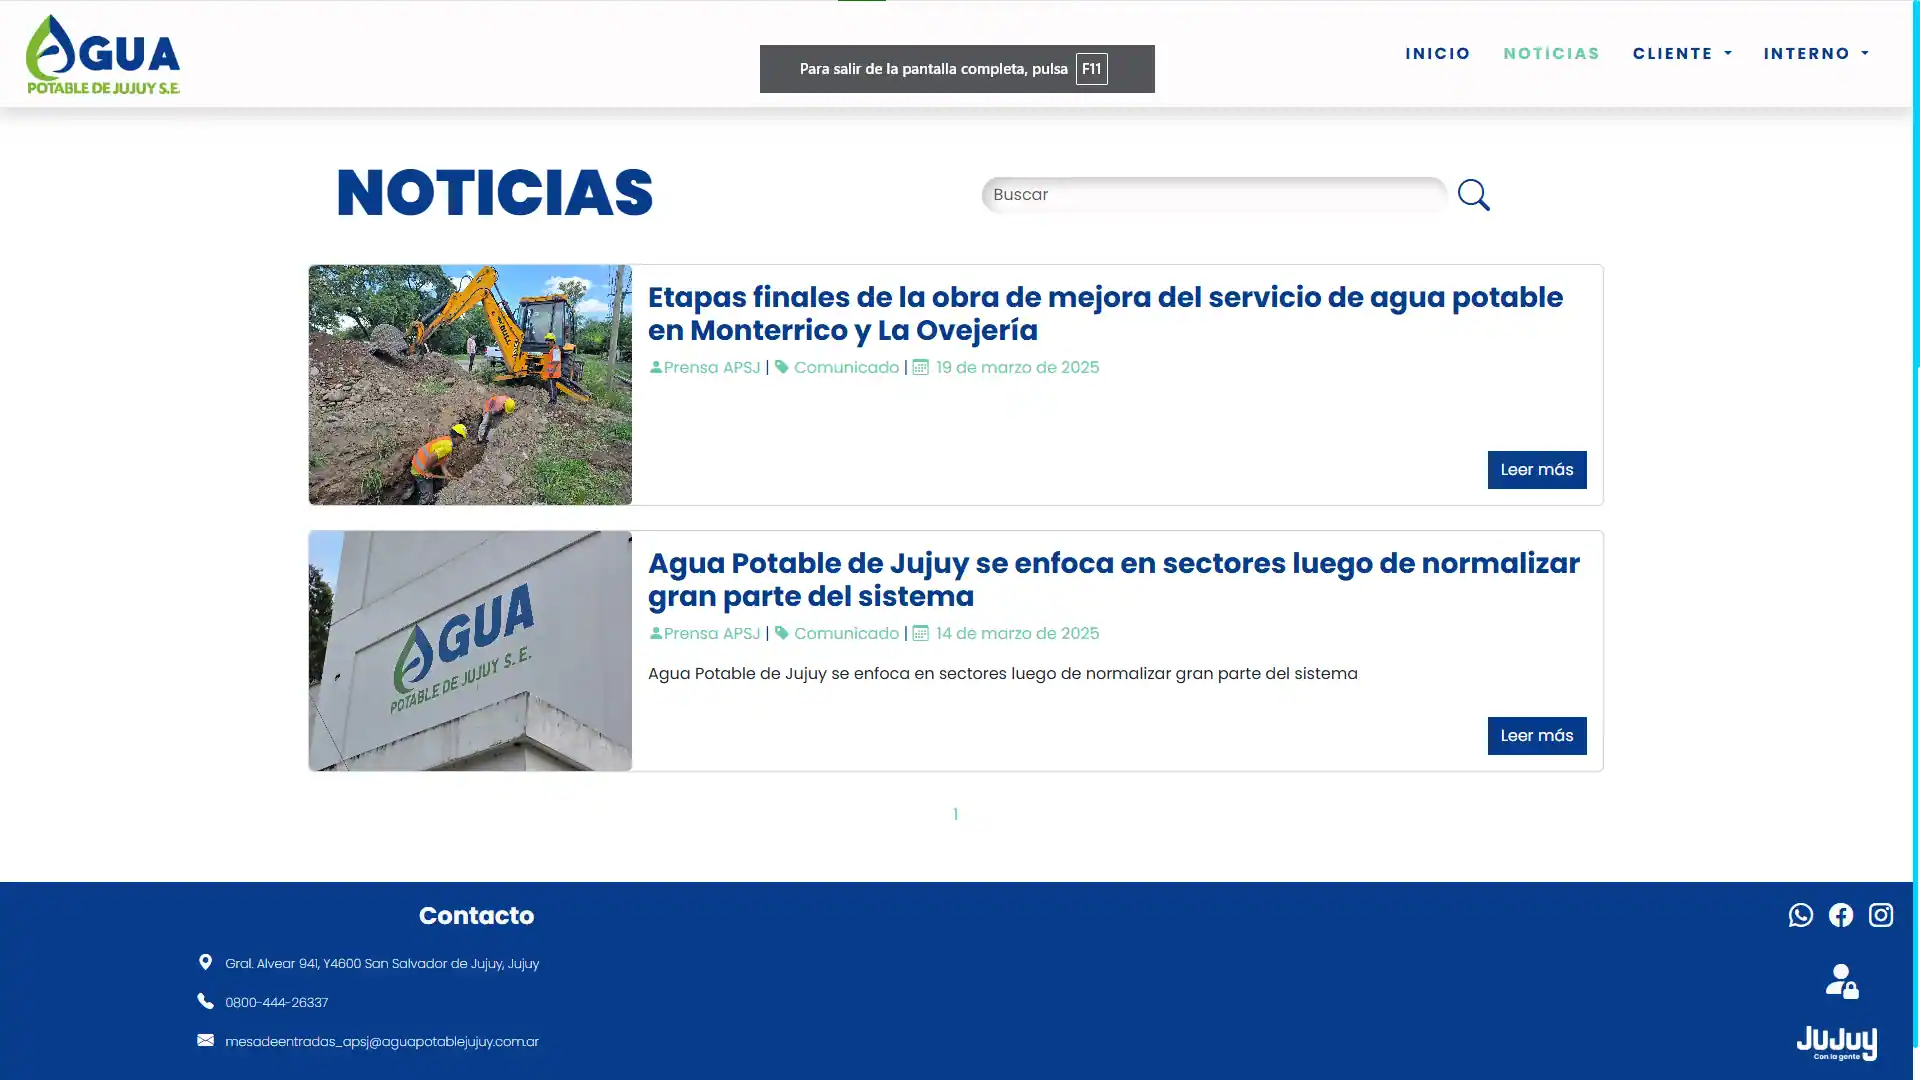 AGUA
POTABLE DE JUJUY S.E.
Para salir de la pantalla completa, pulsa F11
INICIO NOTICIAS CLIENTE INTERNO
NOTICIAS
Buscar
Etapas finales de la obra de mejora del servicio de agua potable
en Monterrico y La Ovejería
Prensa APSJ | Comunicado | 19 de marzo de 2025
Leer más
AGUA
POTABLE DE JUJUY S. E.
Agua Potable de Jujuy se enfoca en sectores luego de normalizar
gran parte del sistema
Prensa APSJ | Comunicado | 14 de marzo de 2025
Agua Potable de Jujuy se enfoca en sectores luego de normalizar gran parte del sistema
Leer más
1
Contacto
Gral. Alvear 941, Y4600 San Salvador de Jujuy, Jujuy
0800-444-26337
mesadeentradas_apsj@aguapotablejujuy.com.ar
JuJuy
Con la gente